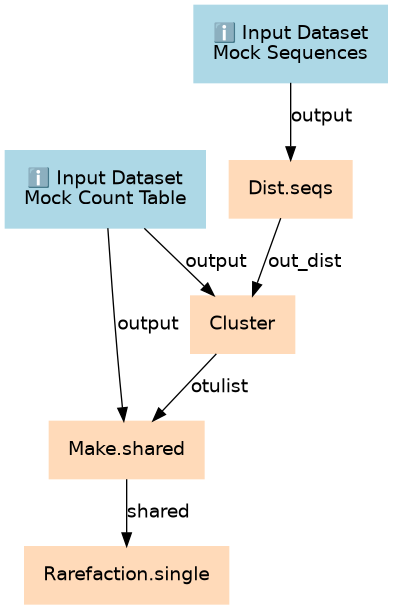 ℹ️ Input Dataset
Mock Sequences
output
Dist.seqs
ℹ️ Input Dataset
Mock Count Table
output
out_dist
Cluster
output
otulist
Make.shared
shared
Rarefaction.single